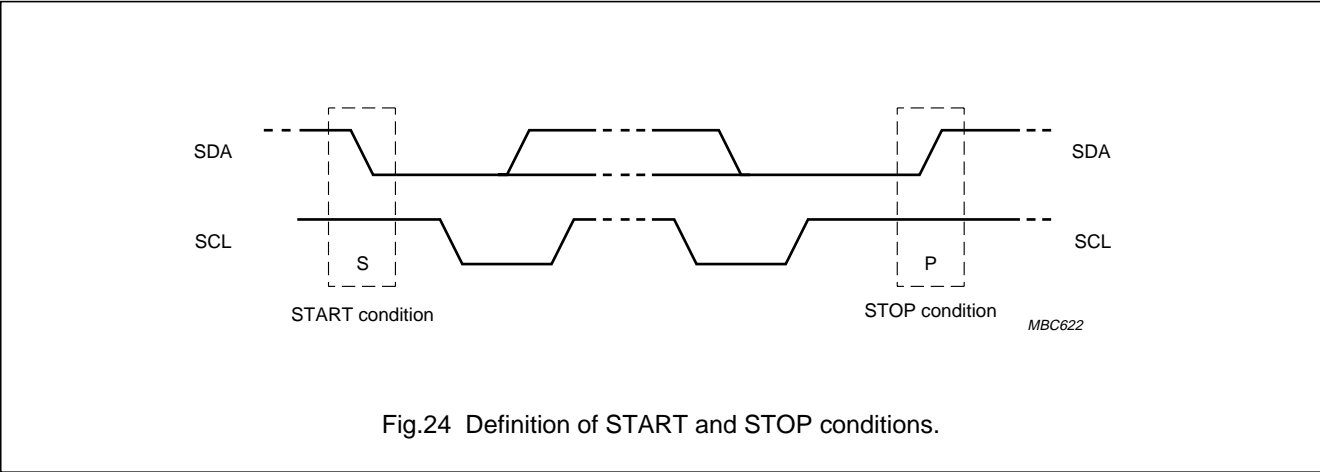 SDA
SDA
SCL
SCL
S
P
START condition
STOP condition
MBC622
Fig.24 Definition of START and STOP conditions.